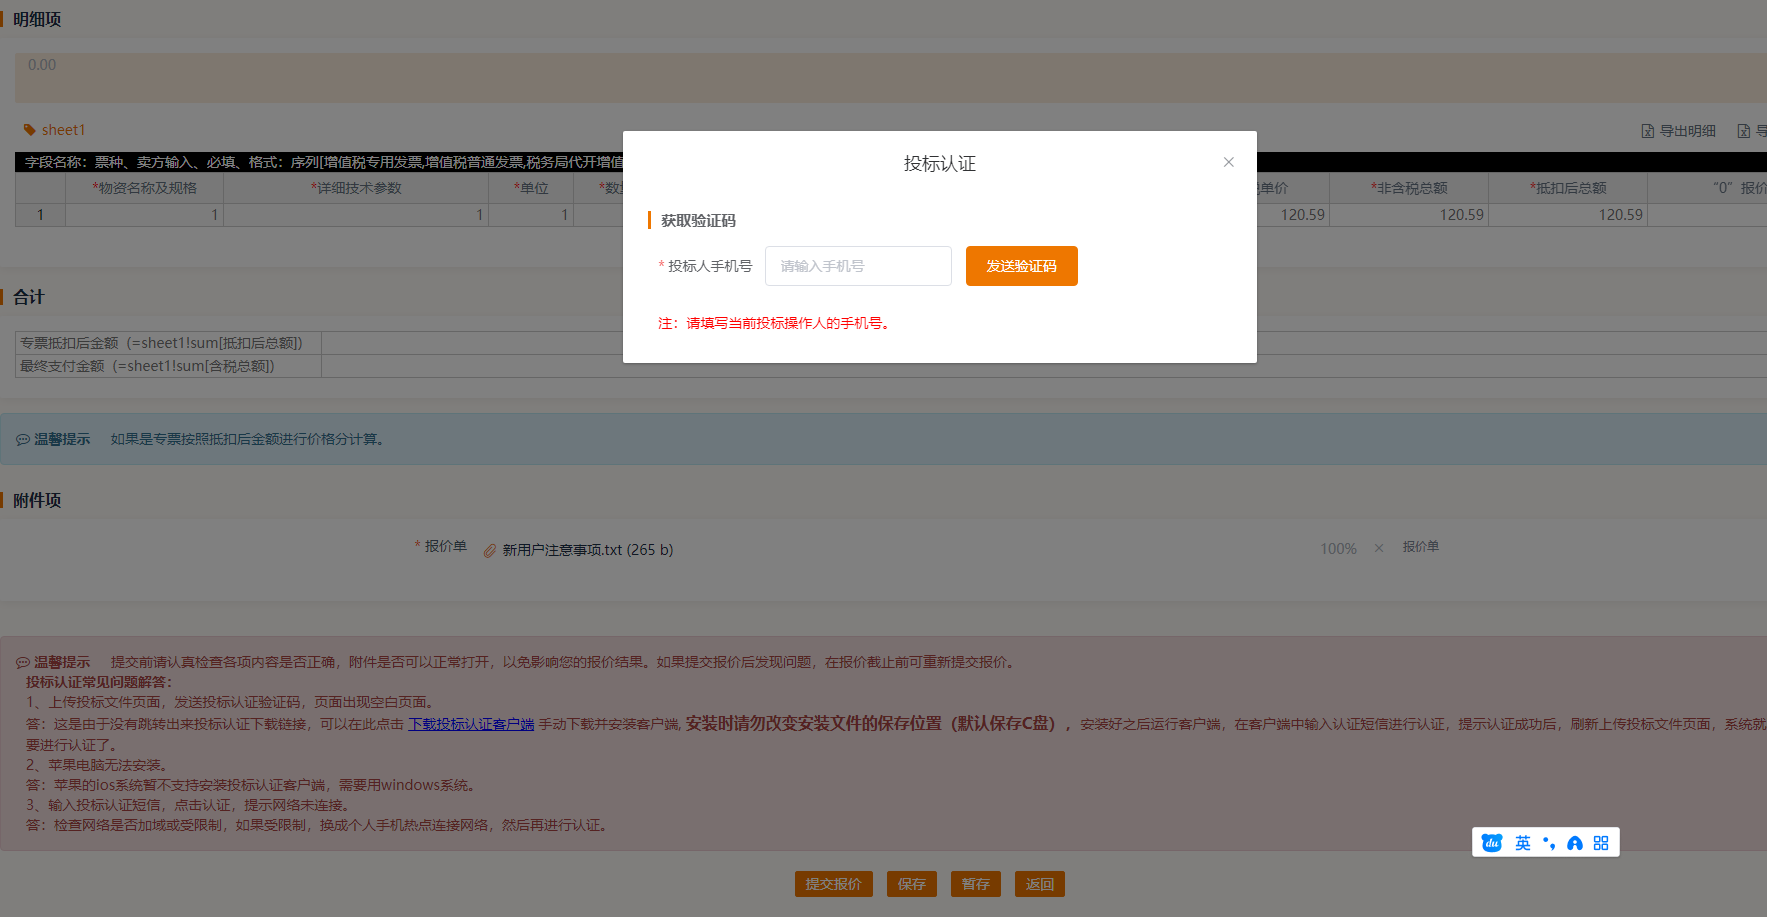 明细项
0.00
sheet1
导出明细 导
字段名称：票种、卖方输入、必填、格式：序列[增值税专用发票,增值税普通发票,税务局代开增值
*物资名称及规格 *详细技术参数 *单位 *数 单价 *非含税总额 *抵扣后总额 “0”报价
1 1 1 1 120.59 120.59 120.59
投标认证
获取验证码
* 投标人手机号 请输入手机号 发送验证码
注：请填写当前投标操作人的手机号。
合计
专票抵扣后金额（=sheet1!sum[抵扣后总额]）
最终支付金额（=sheet1!sum[含税总额]）
温馨提示 如果是专票按照抵扣后金额进行价格分计算。
附件项
* 报价单 新用户注意事项.txt (265 b) 100% × 报价单
温馨提示 提交前请认真检查各项内容是否正确，附件是否可以正常打开，以免影响您的报价结果。如果提交报价后发现问题，在报价截止前可重新提交报价。
投标认证常见问题解答：
1、上传投标文件页面，发送投标认证验证码，页面出现空白页面。
答：这是由于没有跳转出来投标认证下载链接，可以在此点击 下载投标认证客户端 手动下载并安装客户端, 安装时请勿改变安装文件的保存位置（默认保存C盘）， 安装好之后运行客户端，在客户端中输入认证短信进行认证，提示认证成功后，刷新上传投标文件页面，系统就
要进行认证了。
2、苹果电脑无法安装。
答：苹果的ios系统暂不支持安装投标认证客户端，需要用windows系统。
3、输入投标认证短信，点击认证，提示网络未连接。
答：检查网络是否加域或受限制，如果受限制，换成个人手机热点连接网络，然后再进行认证。
du 英
提交报价 保存 暂存 返回